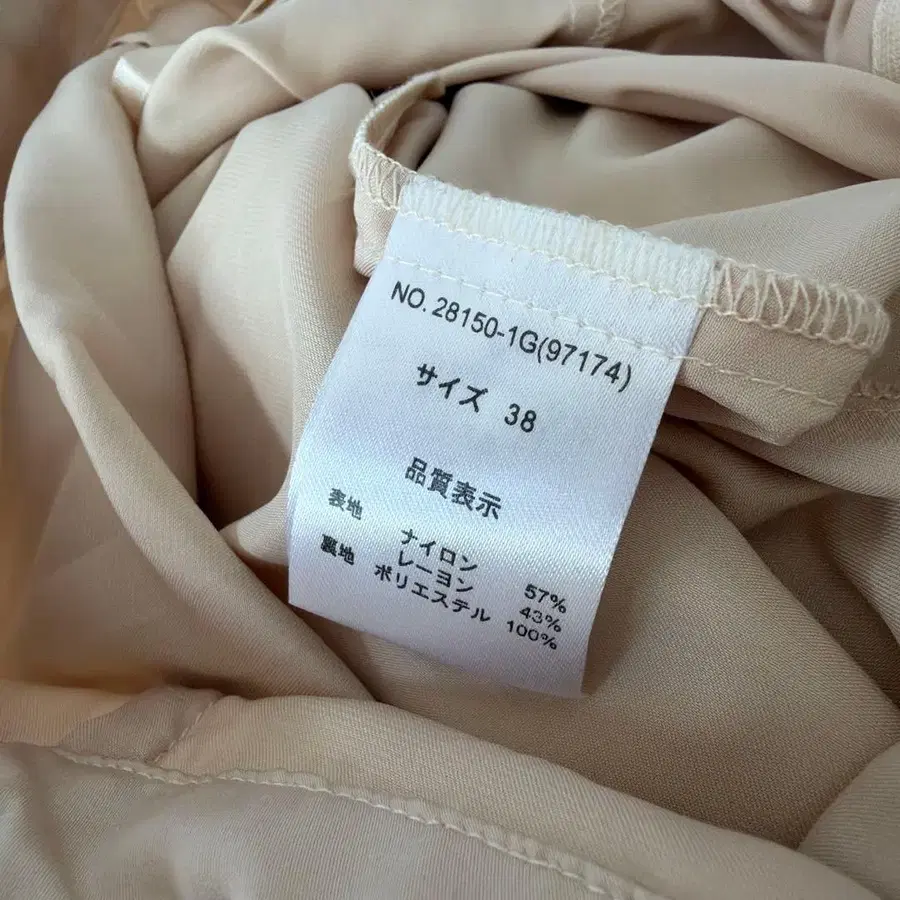 NO.28150-1G(97174)
サイズ 38
品質表示
表地 ナイロン 57%
レーヨン 43%
裏地 ポリエステル 100%